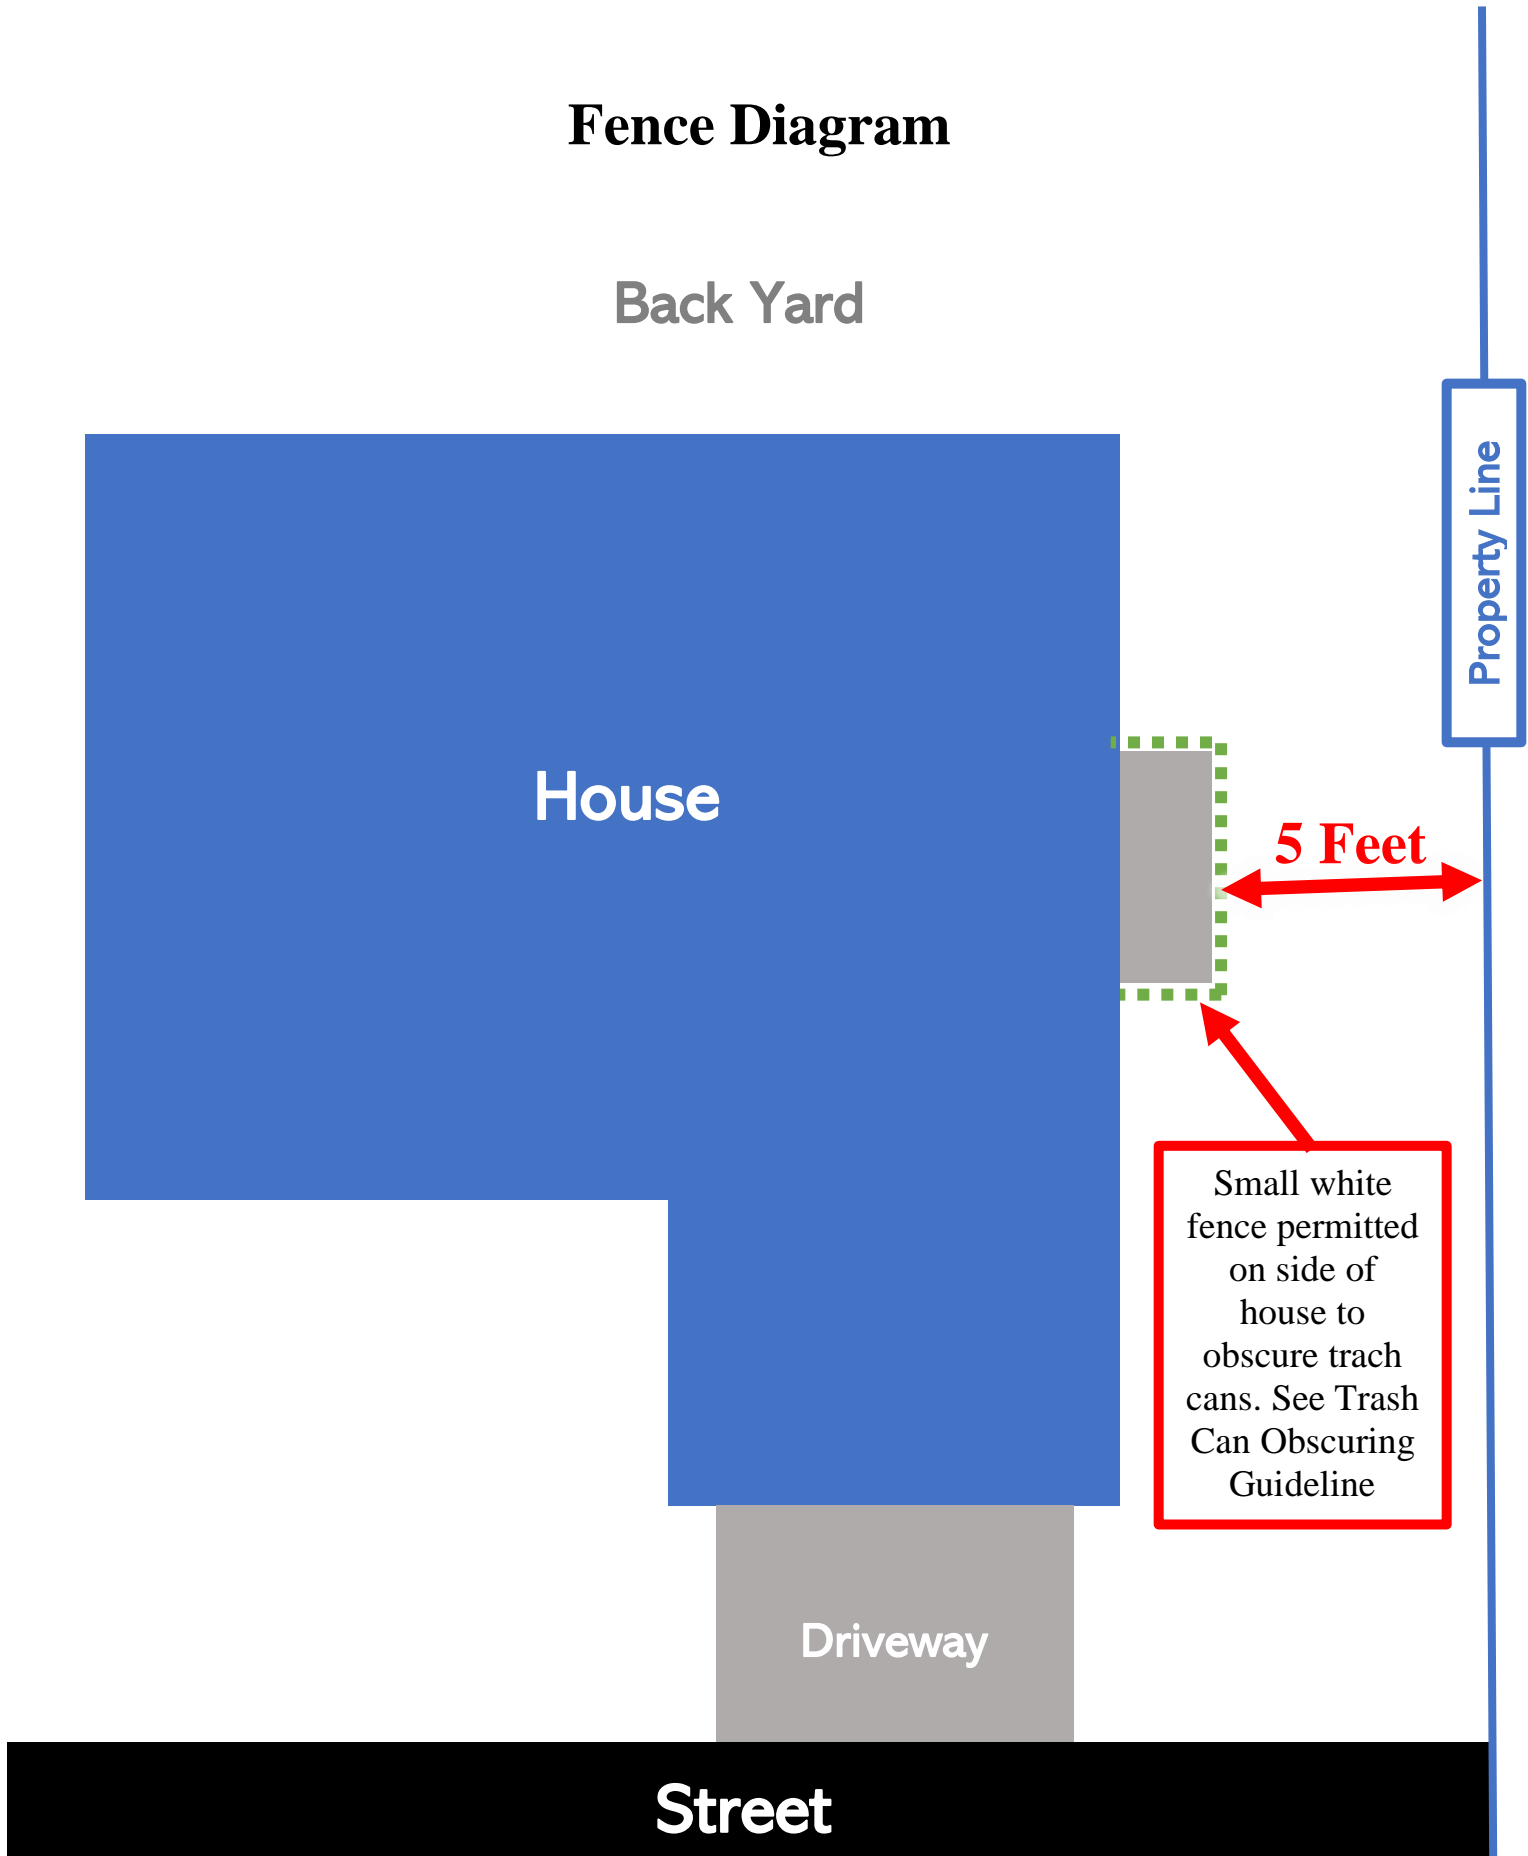 Fence Diagram
Back Yard
Property Line
House
5 Feet
Small white
fence permitted
on side of
house to
obscure trach
cans. See Trash
Can Obscuring
Guideline
Driveway
Street